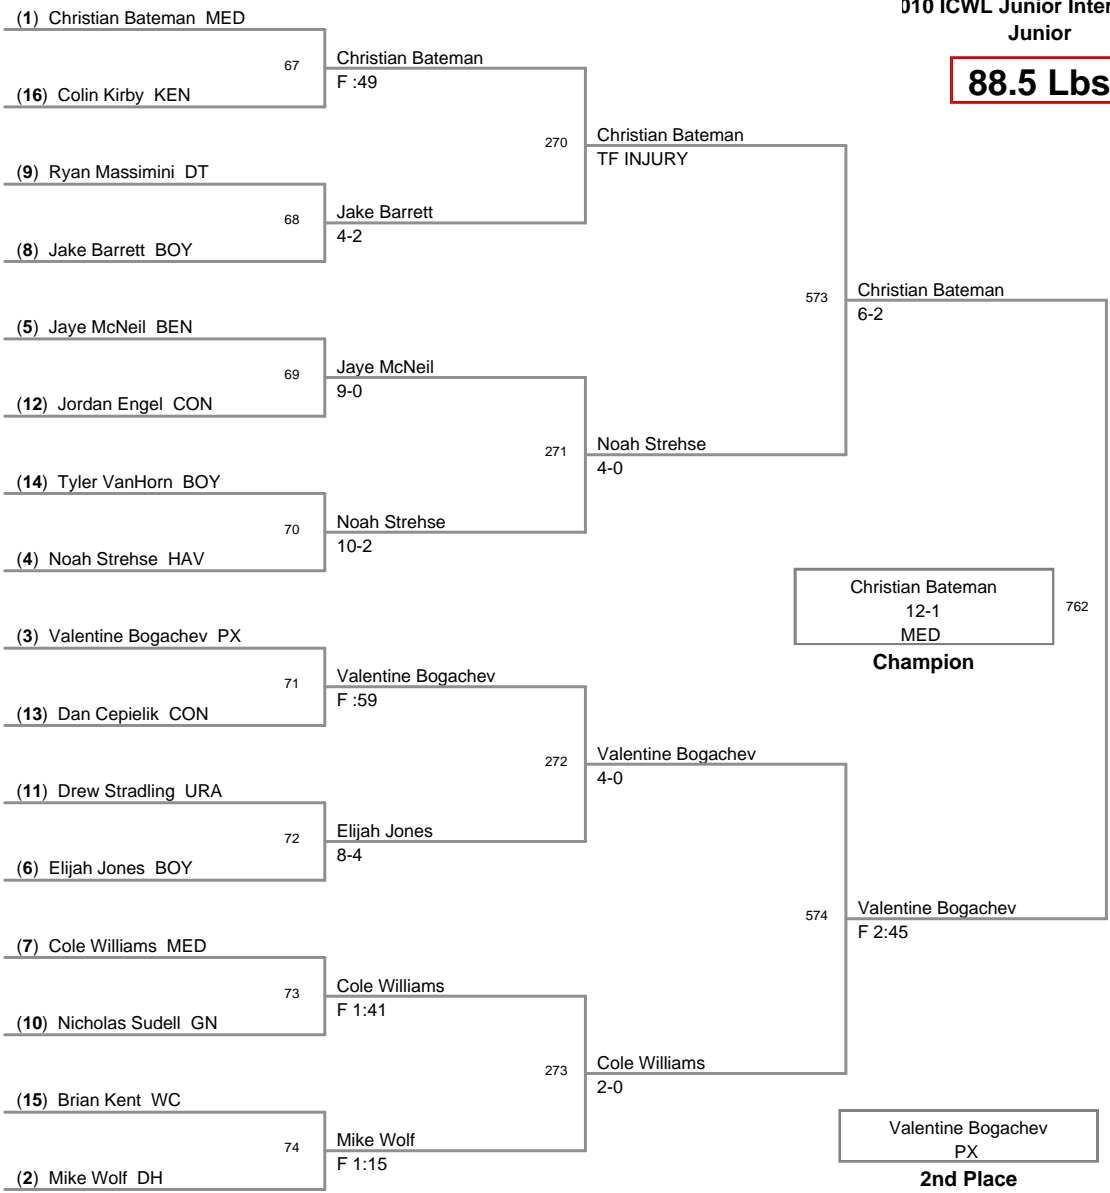 010 ICWL Junior Inter
Junior
88.5 Lbs
(1) Christian Bateman MED
67
(16) Colin Kirby KEN
Christian Bateman
F :49
(9) Ryan Massimini DT
68
(8) Jake Barrett BOY
Jake Barrett
4-2
270
Christian Bateman
TF INJURY
(5) Jaye McNeil BEN
69
(12) Jordan Engel CON
Jaye McNeil
9-0
(14) Tyler VanHorn BOY
70
(4) Noah Strehse HAV
Noah Strehse
10-2
271
Noah Strehse
4-0
573
Christian Bateman
6-2
(3) Valentine Bogachev PX
71
(13) Dan Cepielik CON
Valentine Bogachev
F :59
(11) Drew Stradling URA
72
(6) Elijah Jones BOY
Elijah Jones
8-4
272
Valentine Bogachev
4-0
(7) Cole Williams MED
73
(10) Nicholas Sudell GN
Cole Williams
F 1:41
(15) Brian Kent WC
74
(2) Mike Wolf DH
Mike Wolf
F 1:15
273
Cole Williams
2-0
574
Valentine Bogachev
F 2:45
Christian Bateman
12-1
MED
762
Champion
Valentine Bogachev
PX
2nd Place